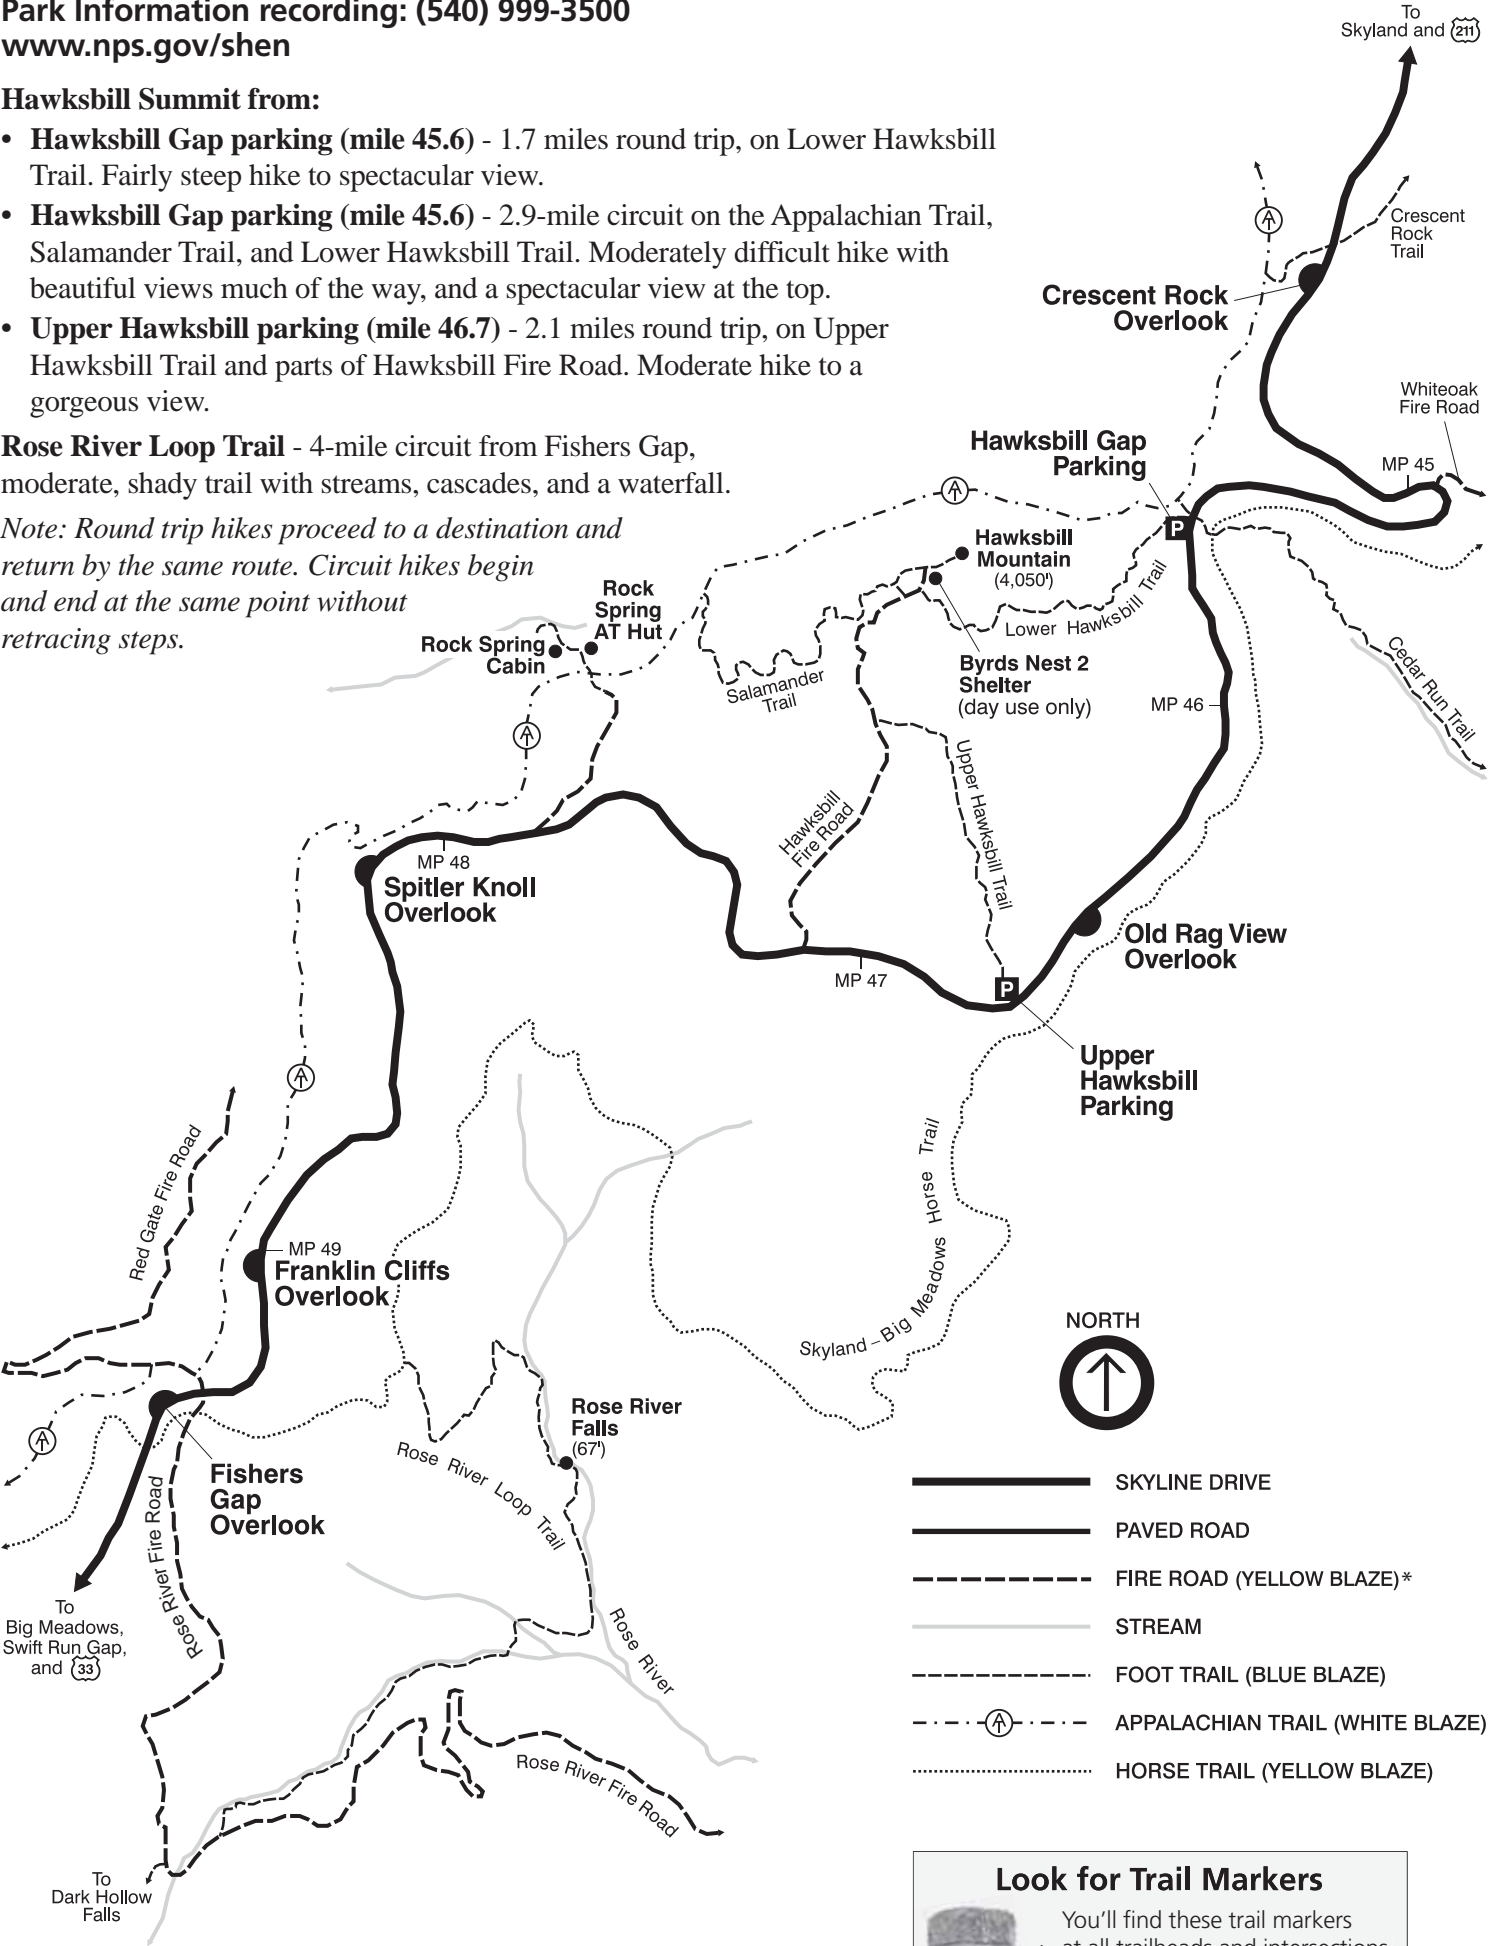 Park Information recording: (540) 999-3500
www.nps.gov/shen
Hawksbill Summit from:
• Hawksbill Gap parking (mile 45.6) - 1.7 miles round trip, on Lower Hawksbill
Trail. Fairly steep hike to spectacular view.
• Hawksbill Gap parking (mile 45.6) - 2.9-mile circuit on the Appalachian Trail,
Salamander Trail, and Lower Hawksbill Trail. Moderately difficult hike with
beautiful views much of the way, and a spectacular view at the top.
• Upper Hawksbill parking (mile 46.7) - 2.1 miles round trip, on Upper
Hawksbill Trail and parts of Hawksbill Fire Road. Moderate hike to a
gorgeous view.
Rose River Loop Trail - 4-mile circuit from Fishers Gap,
moderate, shady trail with streams, cascades, and a waterfall.
Note: Round trip hikes proceed to a destination and
return by the same route. Circuit hikes begin
and end at the same point without
retracing steps.
To
Skyland and 211
Crescent
Rock
Trail
Crescent Rock
Overlook
Whiteoak
Fire Road
MP 45
Hawksbill Gap
Parking
P
Hawksbill
Mountain
(4,050')
Lower Hawksbill Trail
Rock
Spring
AT Hut
Rock Spring
Cabin
Byrds Nest 2
Shelter
(day use only)
Salamander
Trail
MP 46
Cedar Run Trail
Upper Hawksbill Trail
Hawksbill
Fire Road
MP 48
Spitler Knoll
Overlook
Old Rag View
Overlook
MP 47
P
Upper
Hawksbill
Parking
Red Gate Fire Road
Skyland–Big Meadows Horse Trail
MP 49
Franklin Cliffs
Overlook
NORTH
Rose River
Falls
(67')
Rose River Loop Trail
Fishers
Gap
Overlook
Rose River Fire Road
To
Big Meadows,
Swift Run Gap,
and 33
Rose River
Rose River Fire Road
To
Dark Hollow
Falls
SKYLINE DRIVE
PAVED ROAD
FIRE ROAD (YELLOW BLAZE)*
STREAM
FOOT TRAIL (BLUE BLAZE)
APPALACHIAN TRAIL (WHITE BLAZE)
HORSE TRAIL (YELLOW BLAZE)
Look for Trail Markers
You'll find these trail markers
at all trailheads and intersections